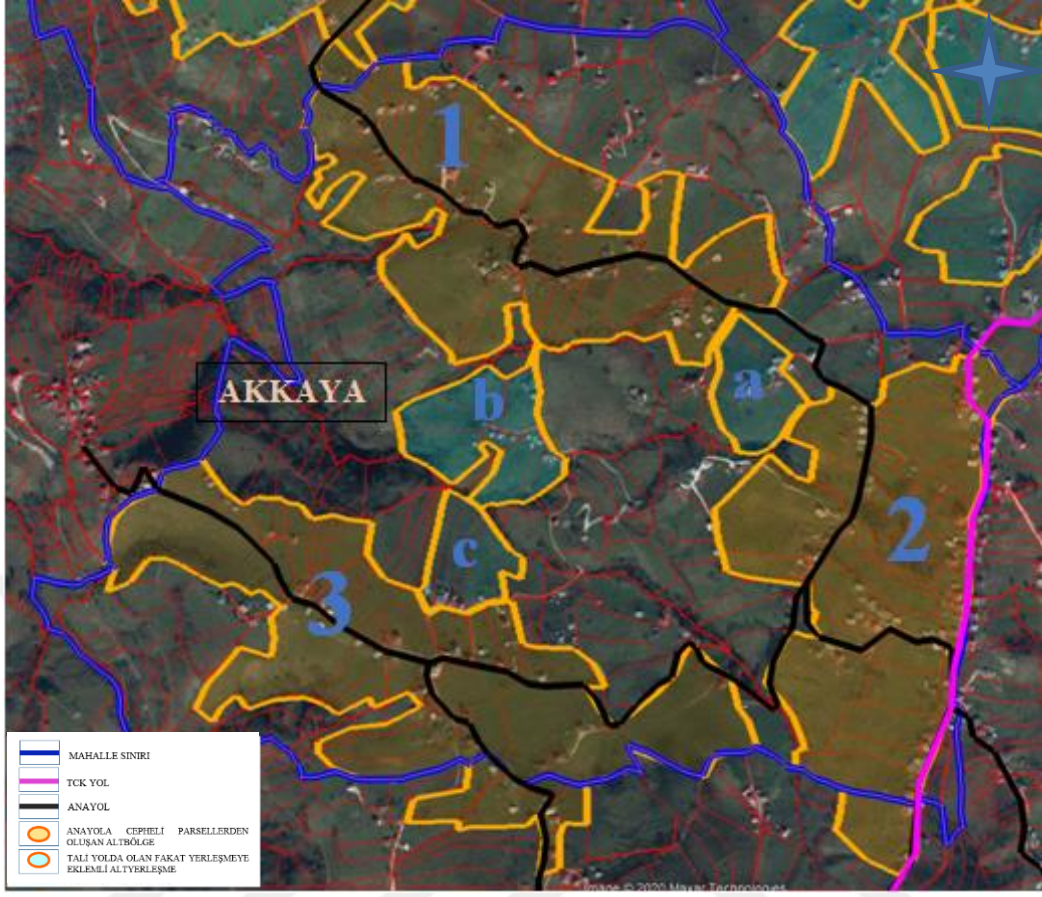 1
AKKAYA
b
a
2
c
3
MAHALLE SINIRI
TCK YOL
ANAYOL
ANAYOLA CEPHELİ PARSELLERDEN
OLUŞAN ALTBÖLGE
TALİ YOLDA OLAN FAKAT YERLEŞMEYE
EKLEMLİ ALTYERLEŞME
Image © 2020 Maxar Technologies